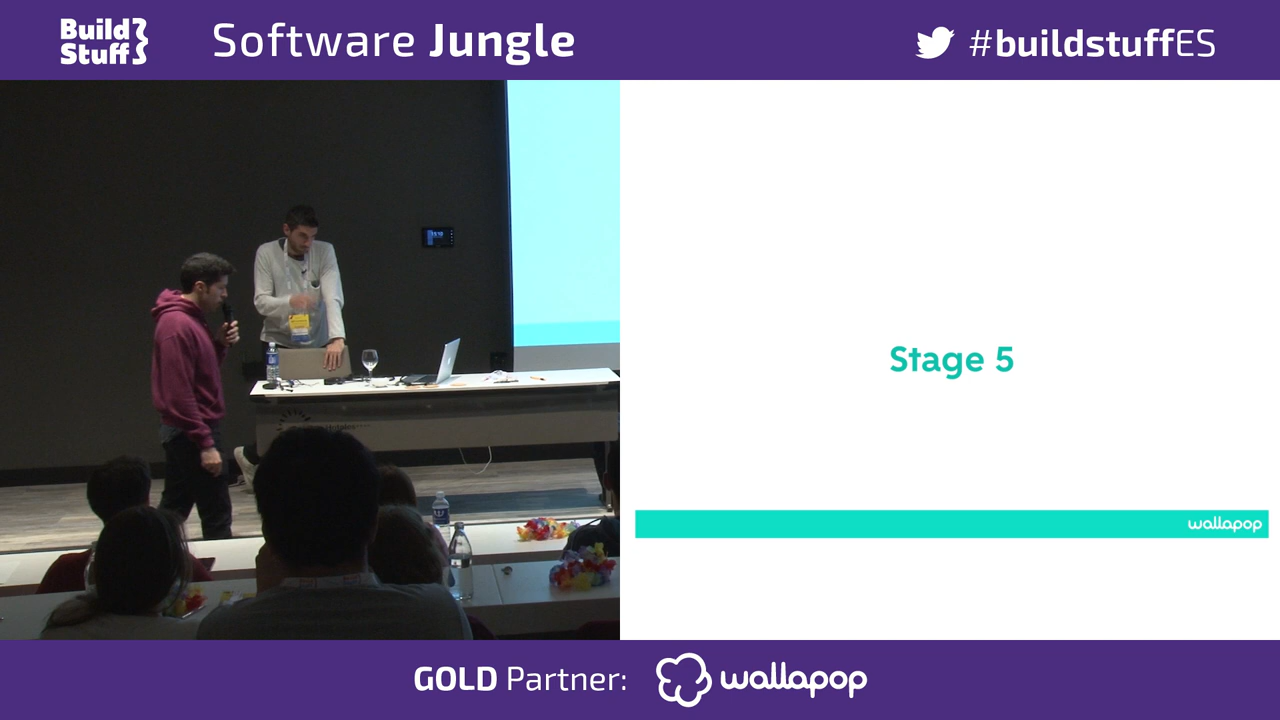 Build
Stuff
Software Jungle
#buildstuffES
Stage 5
wallapop
GOLD Partner:
wallapop